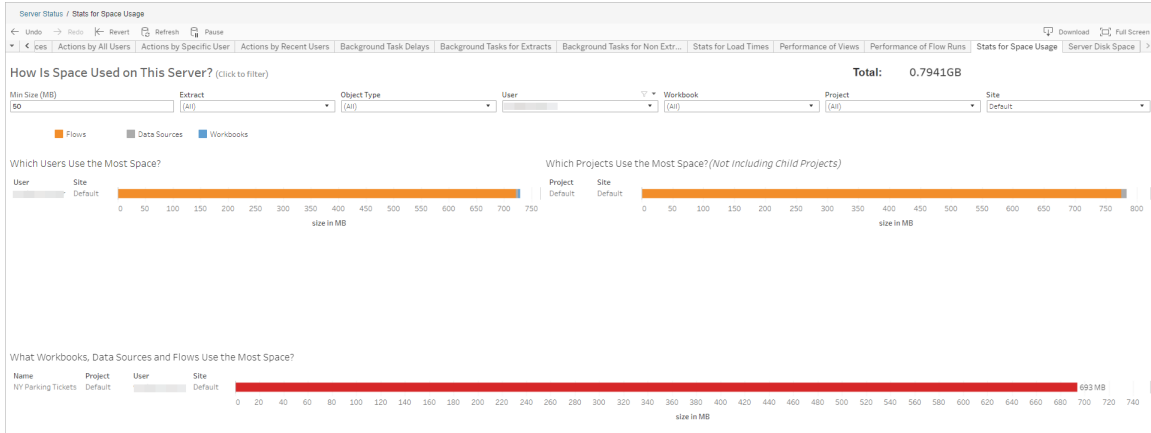 Server Status / Stats for Space Usage
Undo Redo Revert Refresh Pause Download Full Screen
ces Actions by All Users Actions by Specific User Actions by Recent Users Background Task Delays Background Tasks for Extracts Background Tasks for Non Extr... Stats for Load Times Performance of Views Performance of Flow Runs Stats for Space Usage Server Disk Space
How Is Space Used on This Server? (Click to filter) Total: 0.7941GB
Min Size (MB) Extract Object Type User Workbook Project Site
50 (All) (All) (All) (All) Default
Flows Data Sources Workbooks
Which Users Use the Most Space? Which Projects Use the Most Space?(Not Including Child Projects)
User Site Project Site
Default Default Default
0 50 100 150 200 250 300 350 400 450 500 550 600 650 700 750 0 50 100 150 200 250 300 350 400 450 500 550 600 650 700 750 800
size in MB size in MB
What Workbooks, Data Sources and Flows Use the Most Space?
Name Project User Site
NY Parking Tickets Default Default 693 MB
0 20 40 60 80 100 120 140 160 180 200 220 240 260 280 300 320 340 360 380 400 420 440 460 480 500 520 540 560 580 600 620 640 660 680 700 720 740
size in MB